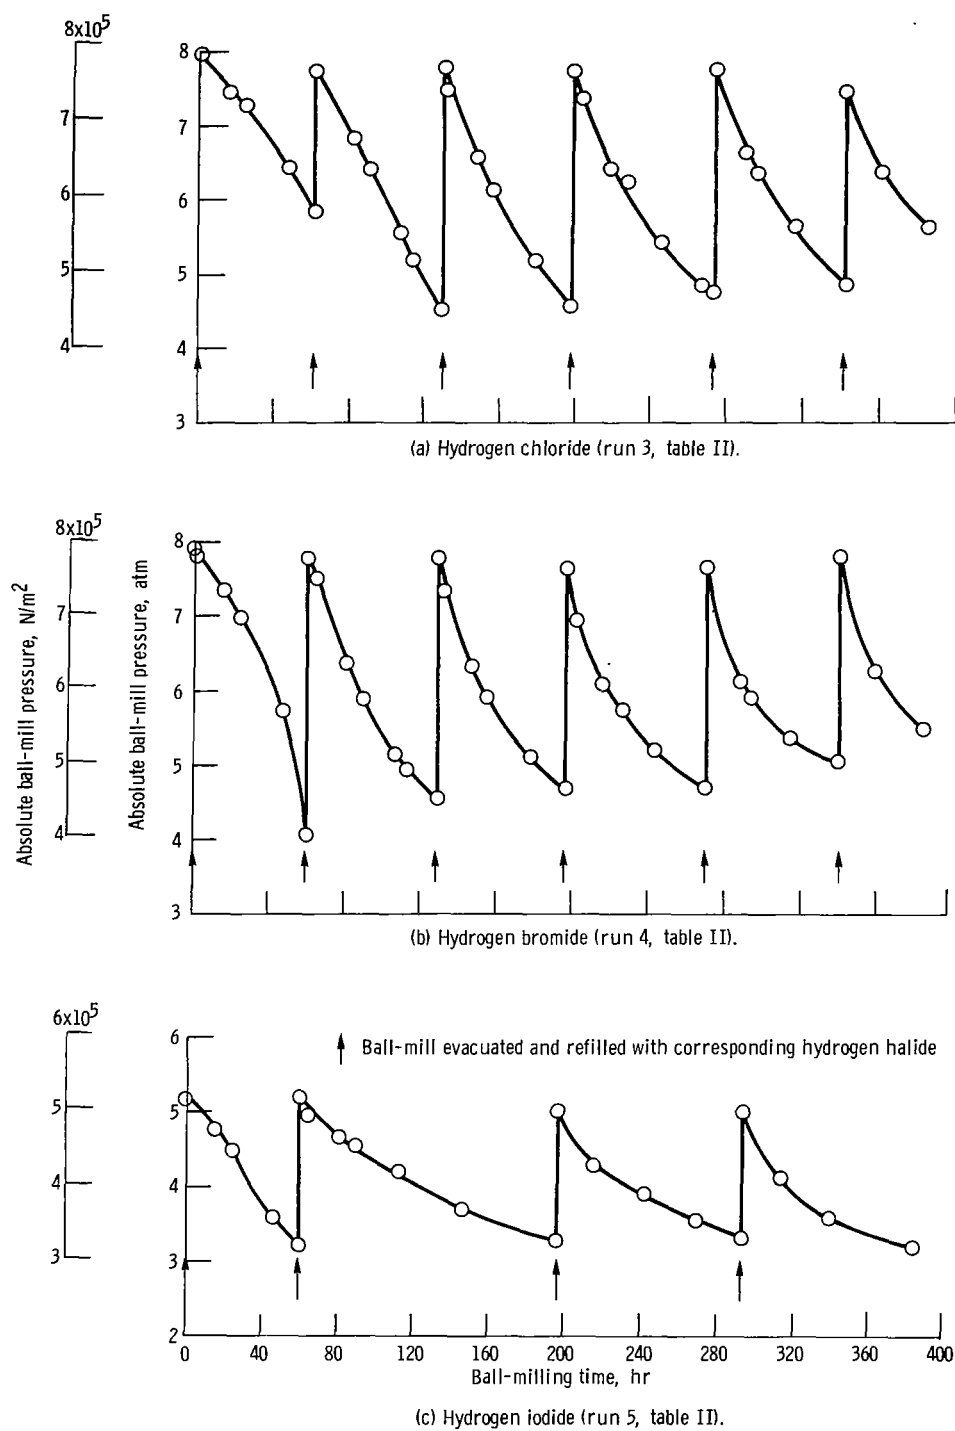 8x10⁵
7
6
5
4
8
7
6
5
4
3
(a) Hydrogen chloride (run 3, table II).
Absolute ball-mill pressure, N/m²
8x10⁵
7
6
5
4
Absolute ball-mill pressure, atm
8
7
6
5
4
3
(b) Hydrogen bromide (run 4, table II).
6x10⁵
5
4
3
6
5
4
3
2
Ball-mill evacuated and refilled with corresponding hydrogen halide
0 40 80 120 160 200 240 280 320 360 400
Ball-milling time, hr
(c) Hydrogen iodide (run 5, table II).